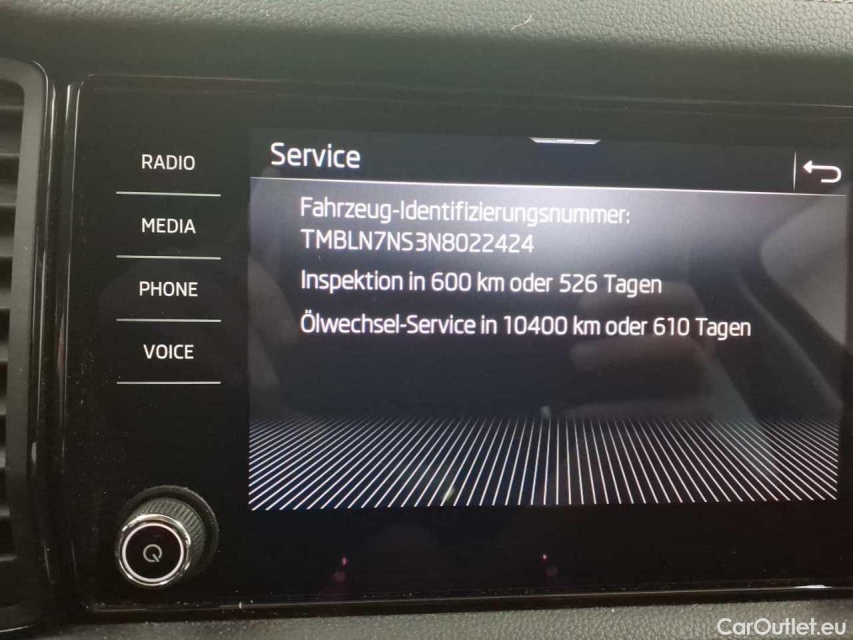 RADIO
MEDIA
PHONE
VOICE
Service
Fahrzeug-Identifizierungsnummer:
TMBLN7NS3N8022424
Inspektion in 600 km oder 526 Tagen
Ölwechsel-Service in 10400 km oder 610 Tagen
CarOutlet.eu